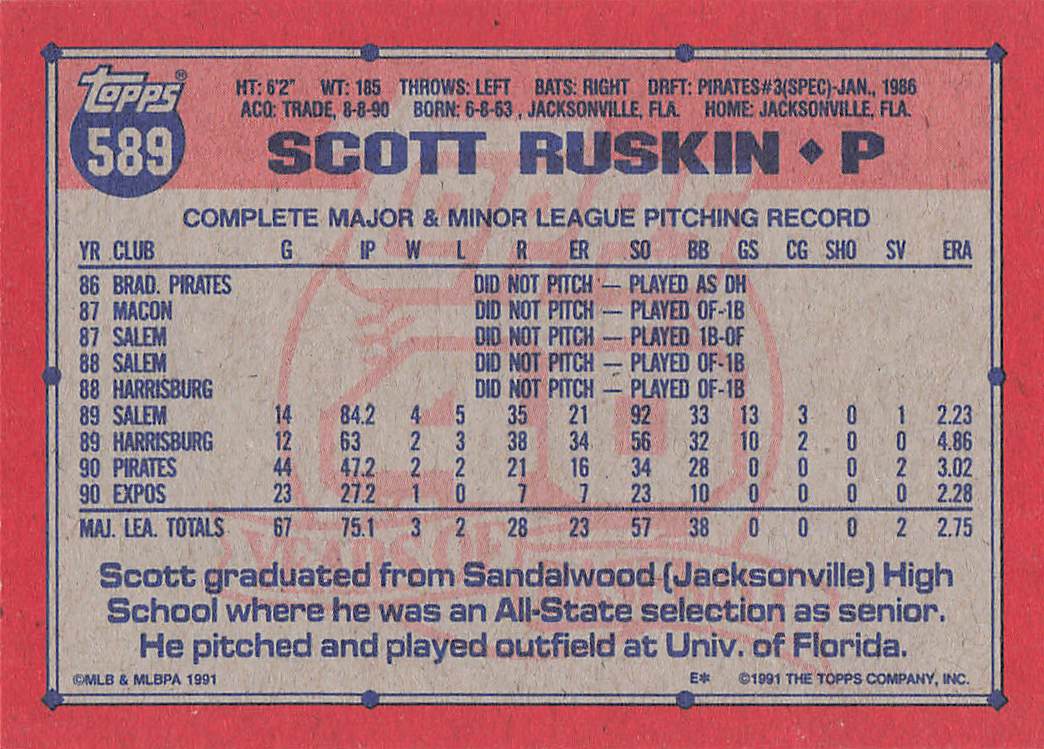 Topps®
589
HT: 6'2" WT: 185 THROWS: LEFT BATS: RIGHT DRFT: PIRATES#3(SPEC)-JAN., 1986
ACQ: TRADE, 8-8-90 BORN: 6-8-63 , JACKSONVILLE, FLA. HOME: JACKSONVILLE, FLA.
SCOTT RUSKIN ◆ P
COMPLETE MAJOR & MINOR LEAGUE PITCHING RECORD
YR CLUB G IP W L R ER SO BB GS CG SHO SV ERA
86 BRAD. PIRATES DID NOT PITCH — PLAYED AS DH
87 MACON DID NOT PITCH — PLAYED OF-1B
87 SALEM DID NOT PITCH — PLAYED 1B-OF
88 SALEM DID NOT PITCH — PLAYED OF-1B
88 HARRISBURG DID NOT PITCH — PLAYED OF-1B
89 SALEM 14 84.2 4 5 35 21 92 33 13 3 0 1 2.23
89 HARRISBURG 12 63 2 3 38 34 56 32 10 2 0 0 4.86
90 PIRATES 44 47.2 2 2 21 16 34 28 0 0 0 2 3.02
90 EXPOS 23 27.2 1 0 7 7 23 10 0 0 0 0 2.28
MAJ. LEA. TOTALS 67 75.1 3 2 28 23 57 38 0 0 0 2 2.75
YEARS OF
Scott graduated from Sandalwood (Jacksonville) High
School where he was an All-State selection as senior.
He pitched and played outfield at Univ. of Florida.
©MLB & MLBPA 1991 E* ©1991 THE TOPPS COMPANY, INC.